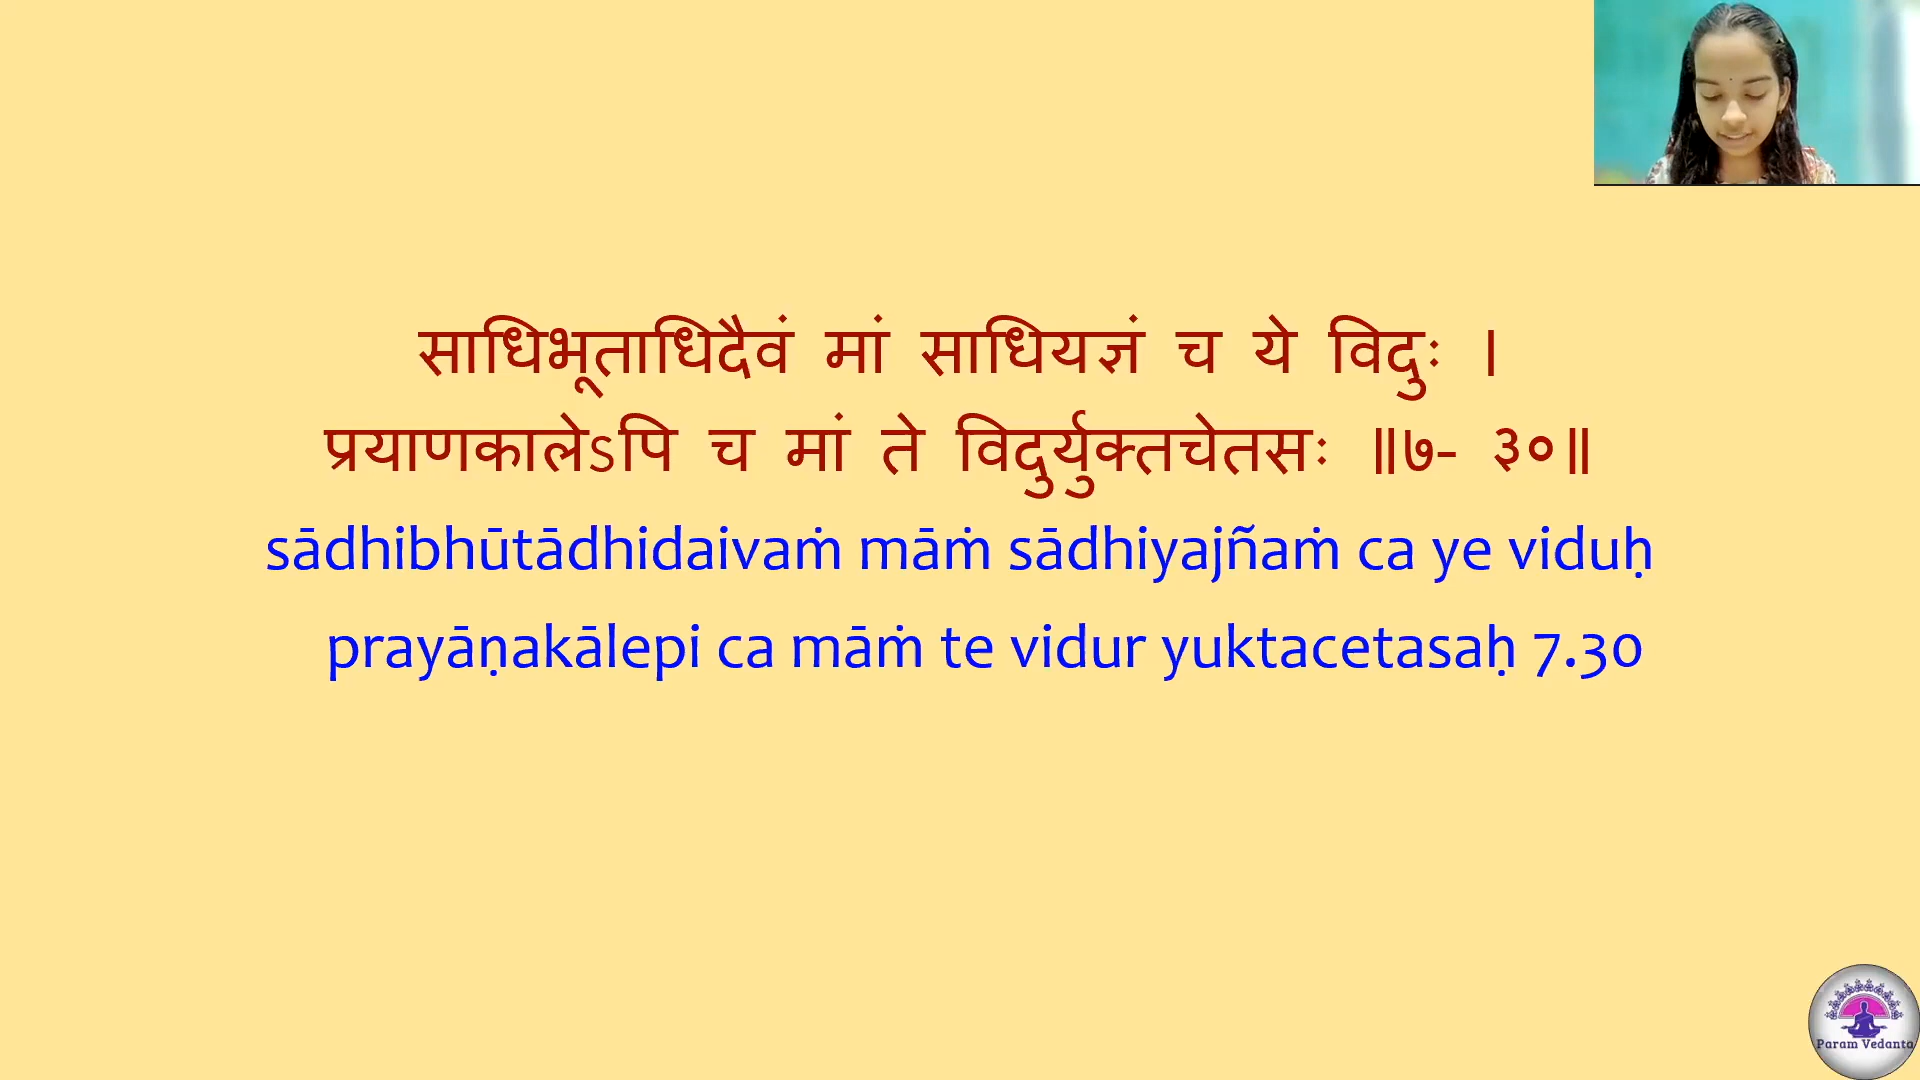 साधिभूताधिदैवं मां साधियज्ञं च ये विदुः ।
प्रयाणकालेऽपि च मां ते विदुर्युक्तचेतसः ॥७- ३०॥
sādhibhūtādhidaivaṁ māṁ sādhiyajñaṁ ca ye viduḥ
prayāṇakālepi ca māṁ te vidur yuktacetasaḥ 7.30
Param Vedanta